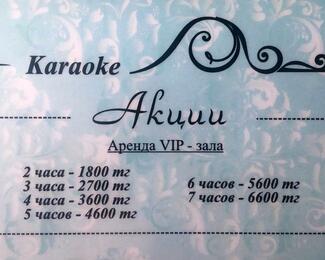 Karaoke
Акции
Аренда VIP - зала
2 часа - 1800 тг
3 часа - 2700 тг
4 часа - 3600 тг
5 часов - 4600 тг
6 часов - 5600 тг
7 часов - 6600 тг